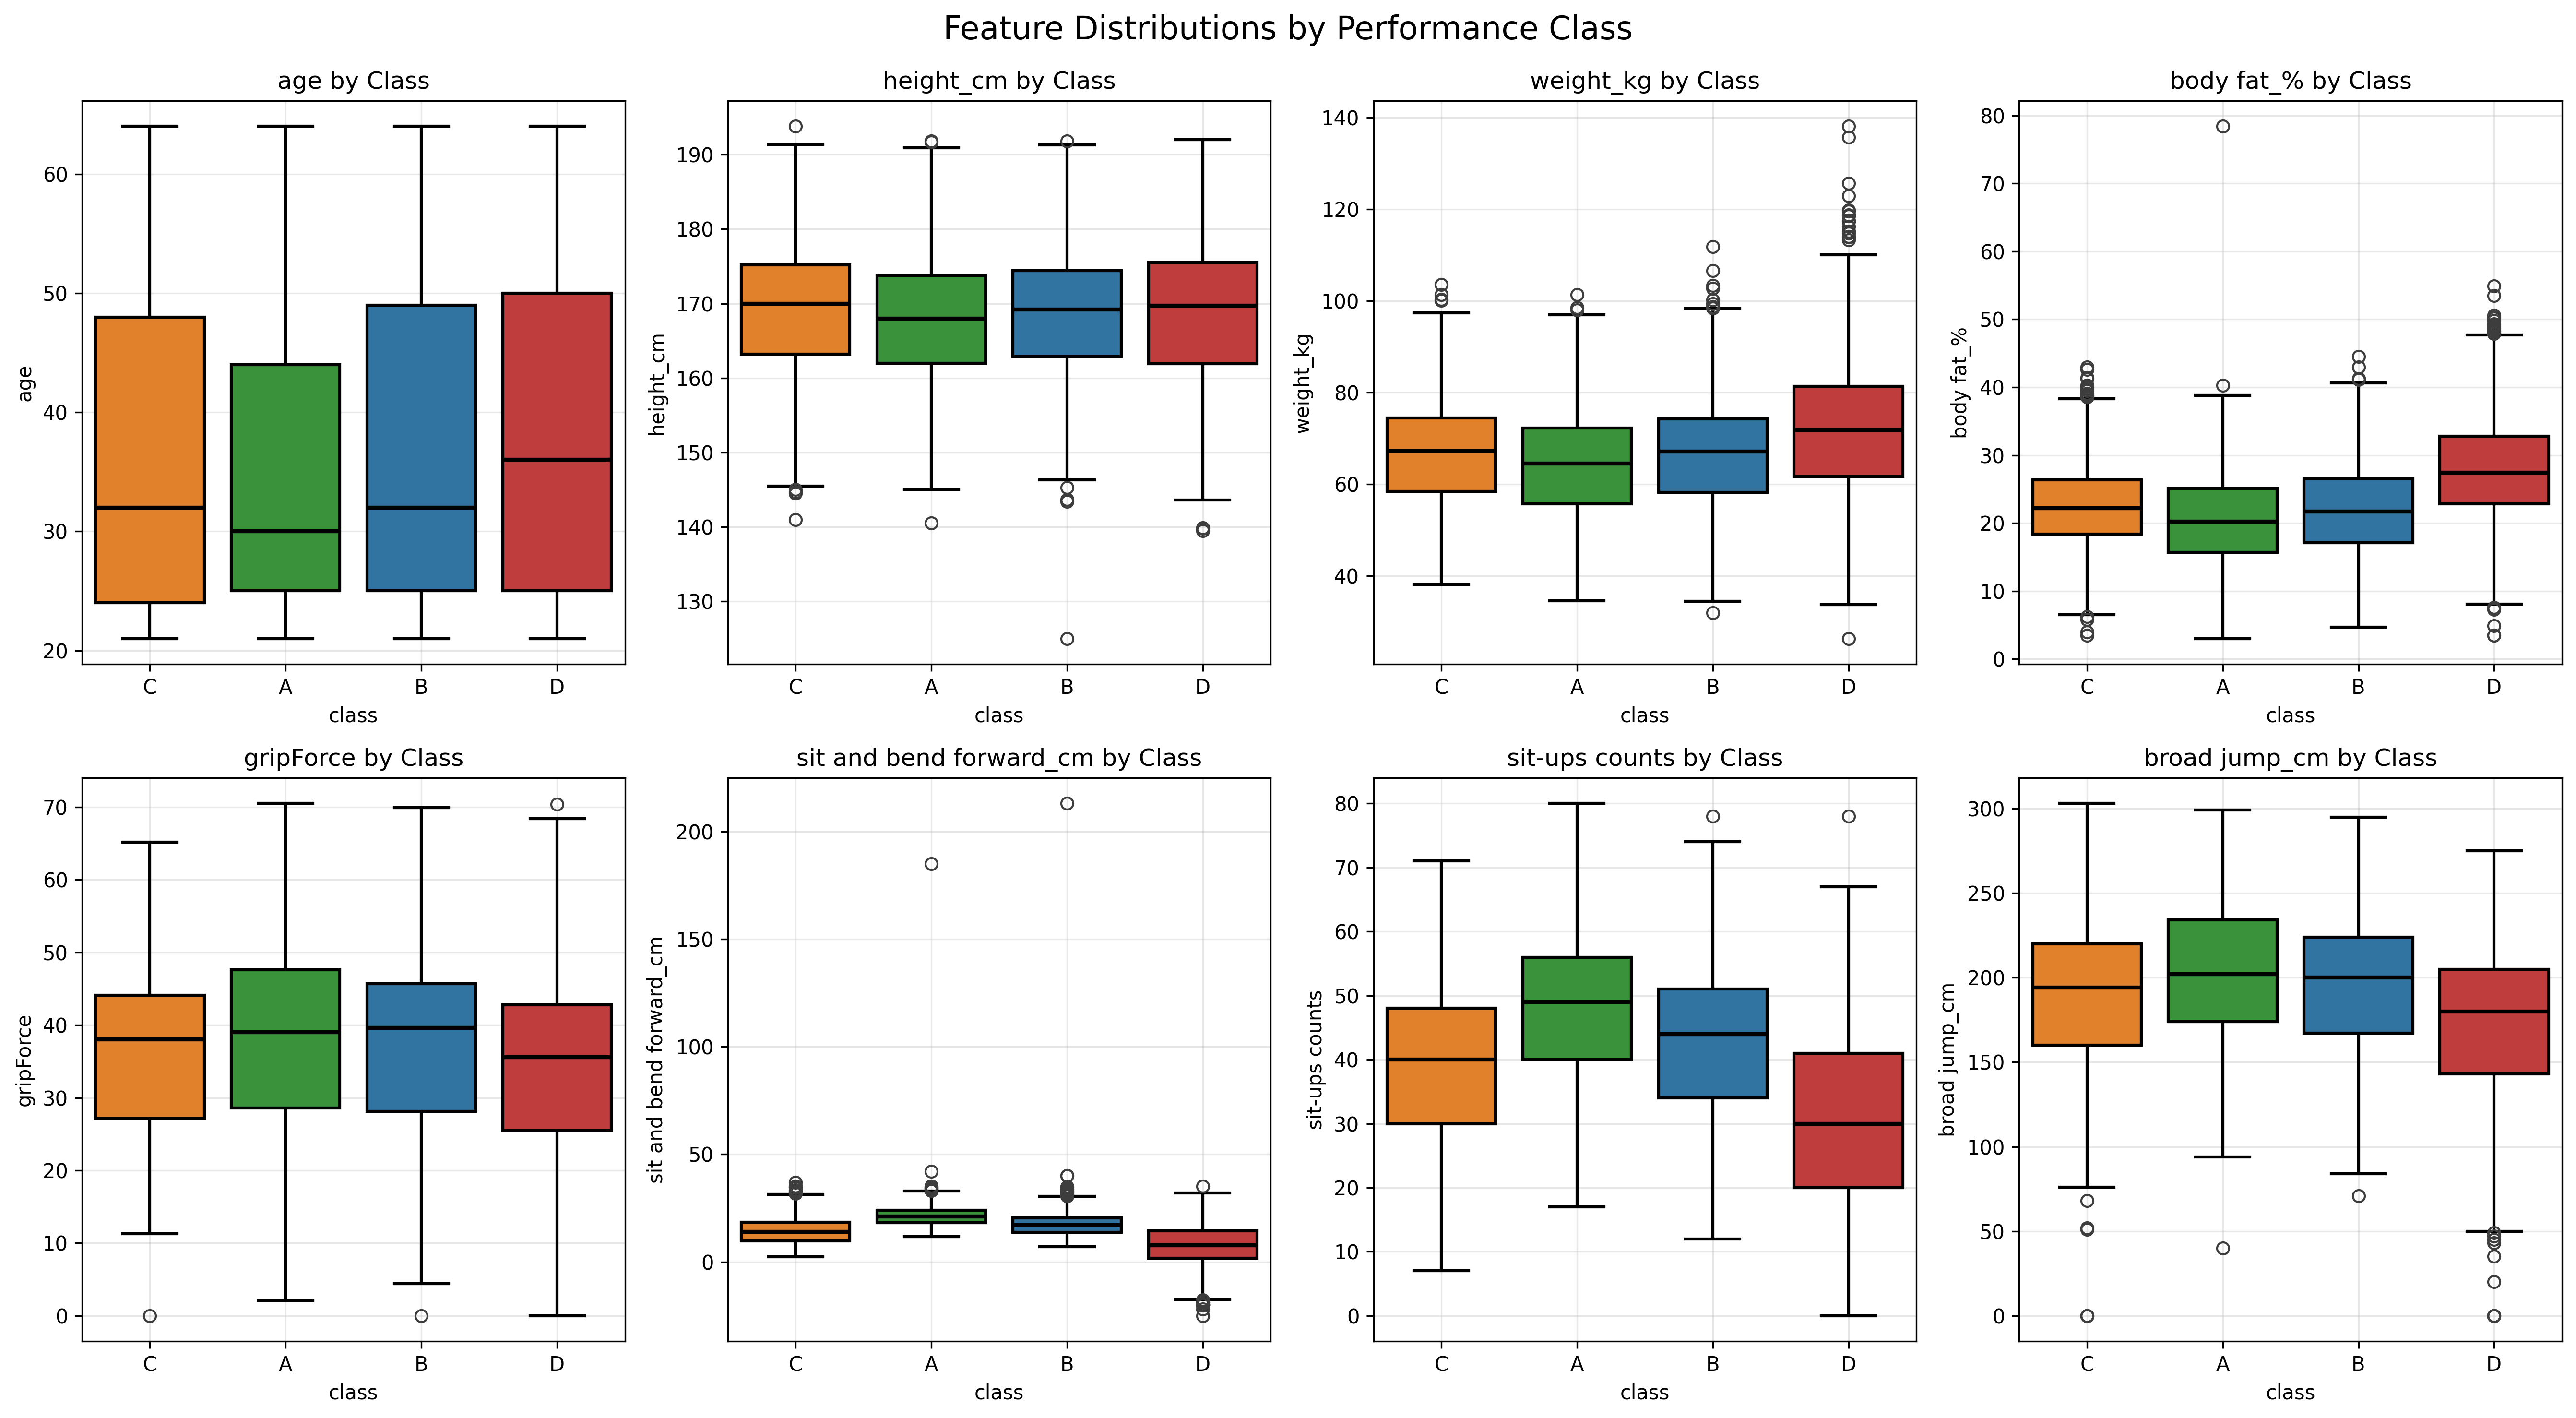 Feature Distributions by Performance Class
age by Class
age
60
50
40
30
20
C A B D
class
height_cm by Class
height_cm
190
180
170
160
150
140
130
C A B D
class
weight_kg by Class
weight_kg
140
120
100
80
60
40
C A B D
class
body fat_% by Class
body fat_%
80
70
60
50
40
30
20
10
0
C A B D
class
gripForce by Class
gripForce
70
60
50
40
30
20
10
0
C A B D
class
sit and bend forward_cm by Class
sit and bend forward_cm
200
150
100
50
0
C A B D
class
sit-ups counts by Class
sit-ups counts
80
70
60
50
40
30
20
10
0
C A B D
class
broad jump_cm by Class
broad jump_cm
300
250
200
150
100
50
0
C A B D
class